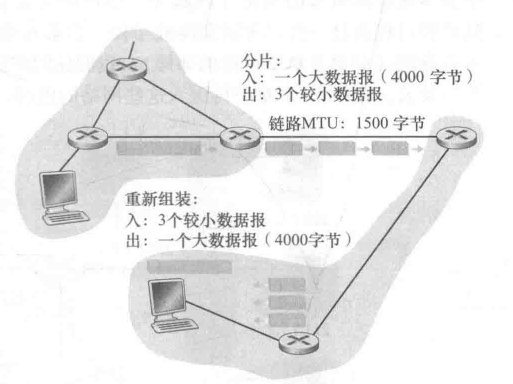 分片：
入：一个大数据报（4000 字节）
出：3个较小数据报
链路MTU：1500 字节
重新组装：
入：3个较小数据报
出：一个大数据报（4000字节）